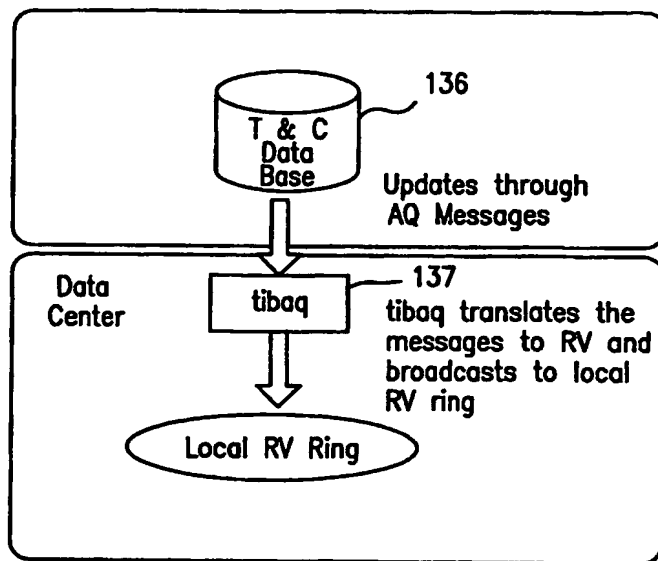 136
T & C
Data
Base
Updates through
AQ Messages
137
Data
Center
tibaq
tibaq translates the
messages to RV and
broadcasts to local
RV ring
Local RV Ring